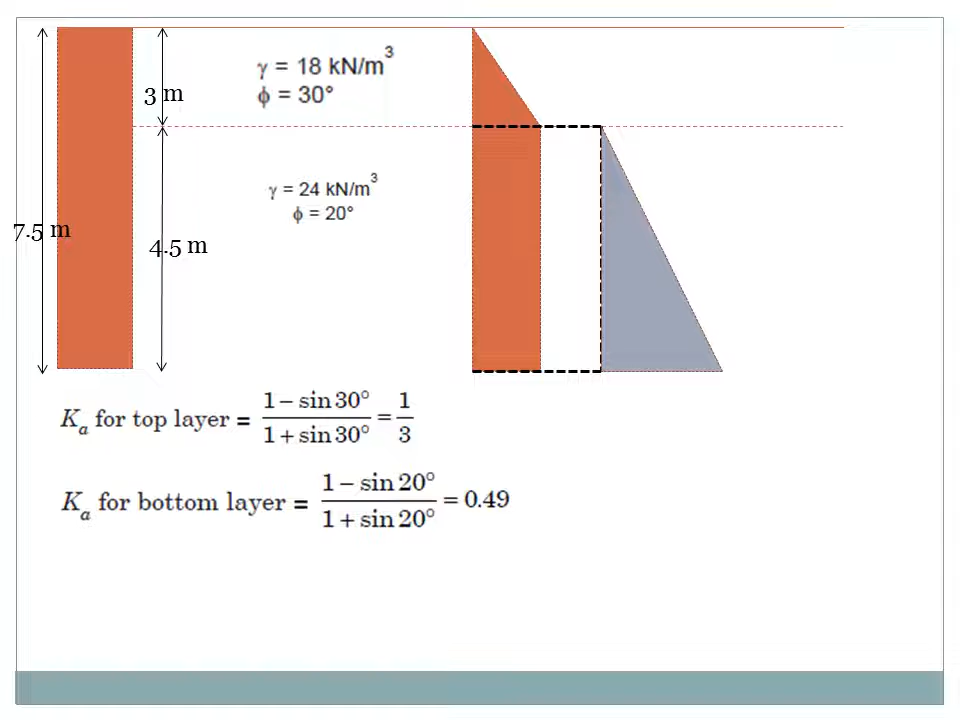 γ = 18 kN/m³
ϕ = 30°
3 m
γ = 24 kN/m³
ϕ = 20°
7.5 m
4.5 m
Kₐ for top layer = (1 − sin 30°)/(1 + sin 30°) = 1/3
Kₐ for bottom layer = (1 − sin 20°)/(1 + sin 20°) = 0.49